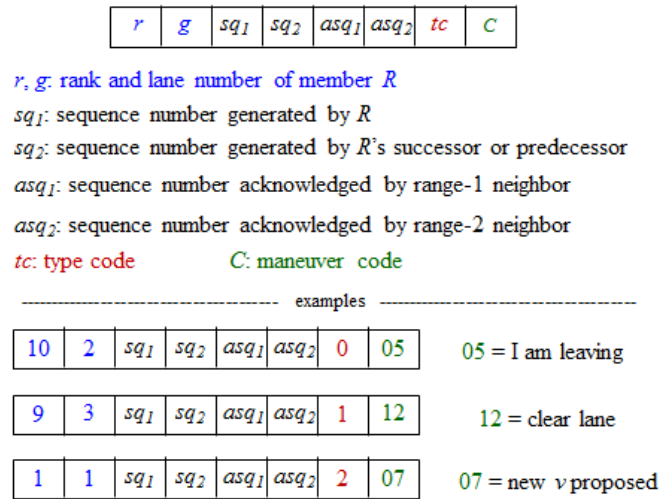 r g sq1 sq2 asq1 asq2 tc C
r, g: rank and lane number of member R
sq1: sequence number generated by R
sq2: sequence number generated by R's successor or predecessor
asq1: sequence number acknowledged by range-1 neighbor
asq2: sequence number acknowledged by range-2 neighbor
tc: type code C: maneuver code
---------------------------------------- examples ----------------------------------------
10 2 sq1 sq2 asq1 asq2 0 05 05 = I am leaving
9 3 sq1 sq2 asq1 asq2 1 12 12 = clear lane
1 1 sq1 sq2 asq1 asq2 2 07 07 = new v proposed